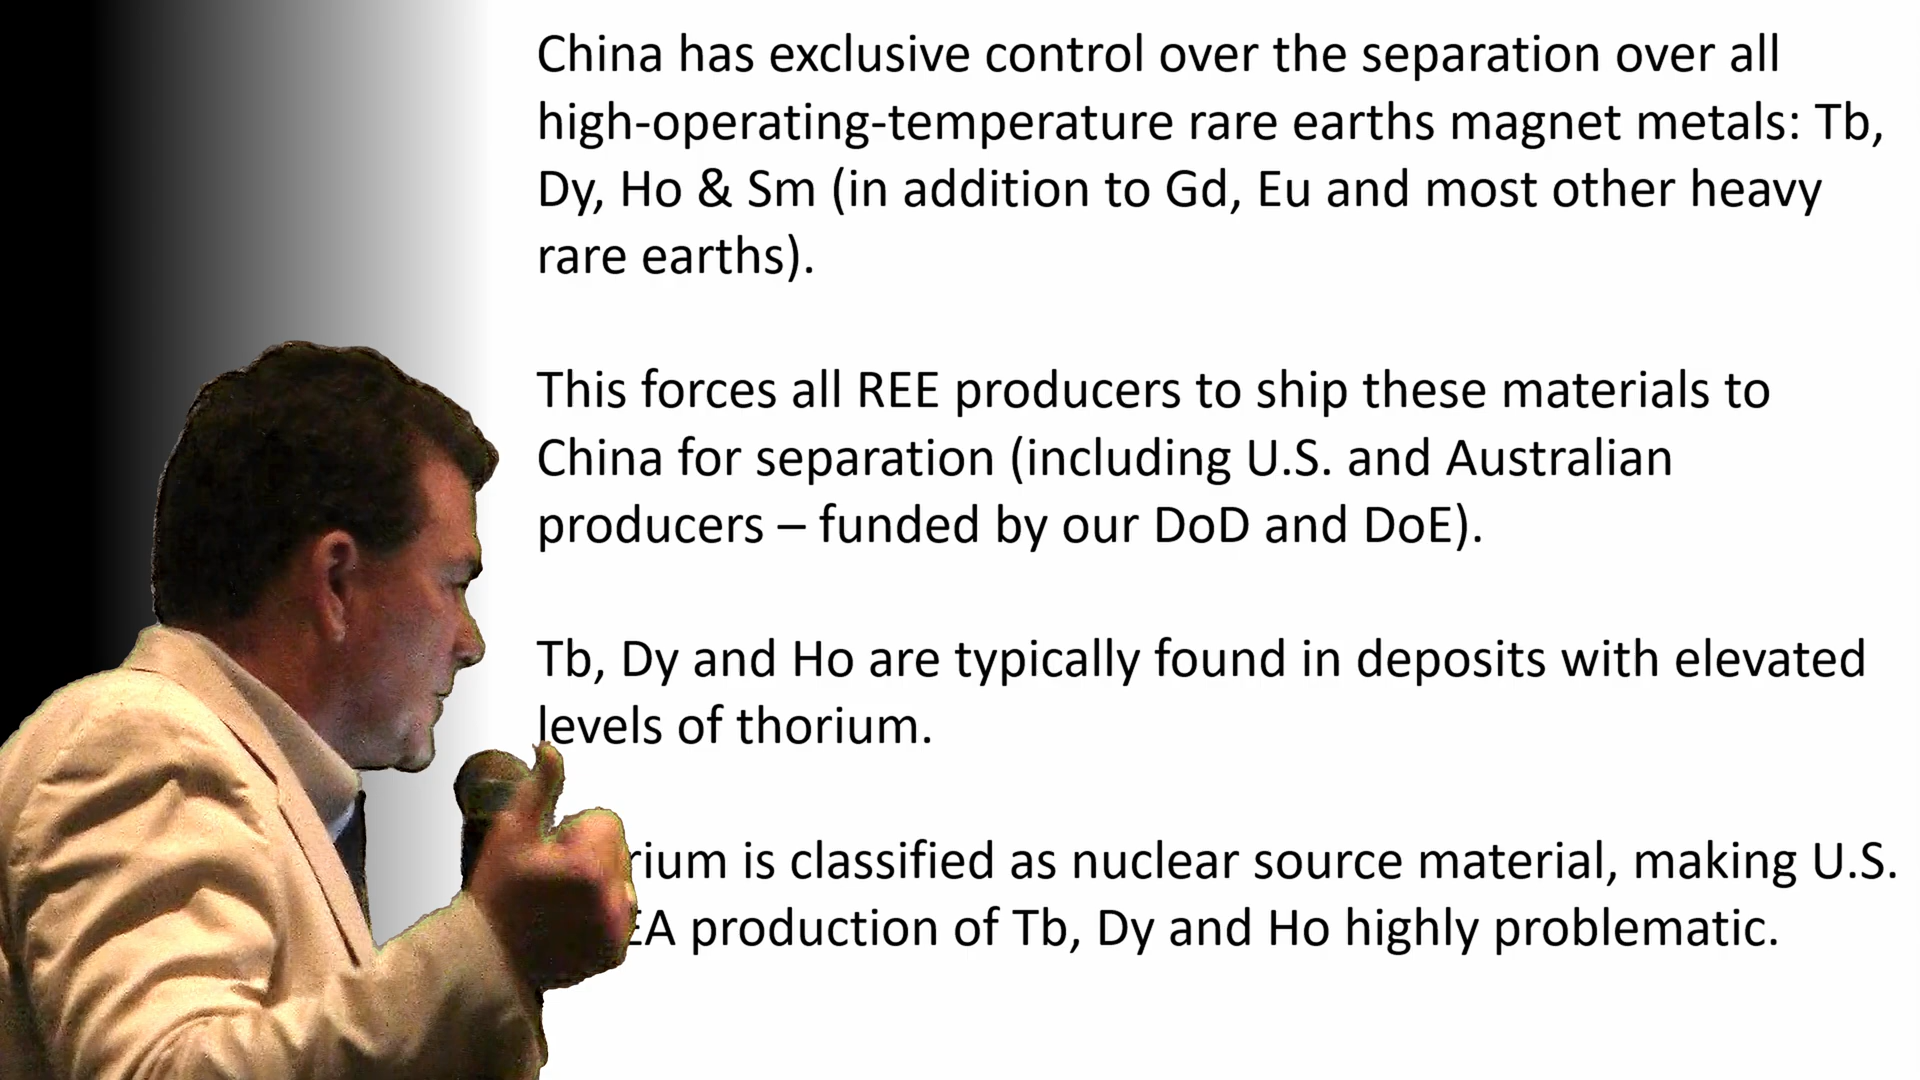 China has exclusive control over the separation over all
high-operating-temperature rare earths magnet metals: Tb,
Dy, Ho & Sm (in addition to Gd, Eu and most other heavy
rare earths).
This forces all REE producers to ship these materials to
China for separation (including U.S. and Australian
producers – funded by our DoD and DoE).
Tb, Dy and Ho are typically found in deposits with elevated
levels of thorium.
is classified as nuclear source material, making U.S.
production of Tb, Dy and Ho highly problematic.